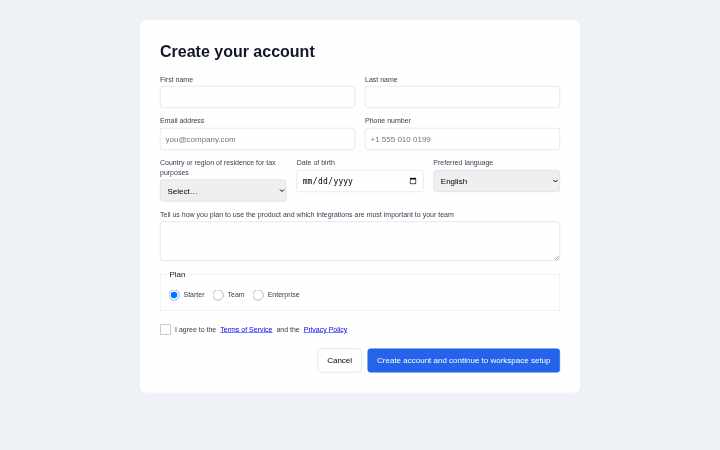 Create your account
First name
Last name
Email address
Phone number
you@company.com
+1 555 010 0199
Country or region of residence for tax
purposes
Date of birth
Preferred language
Select...
mm/dd/yyyy
English
Tell us how you plan to use the product and which integrations are most important to your team
Plan
Starter Team Enterprise
I agree to the Terms of Service and the Privacy Policy
Cancel
Create account and continue to workspace setup